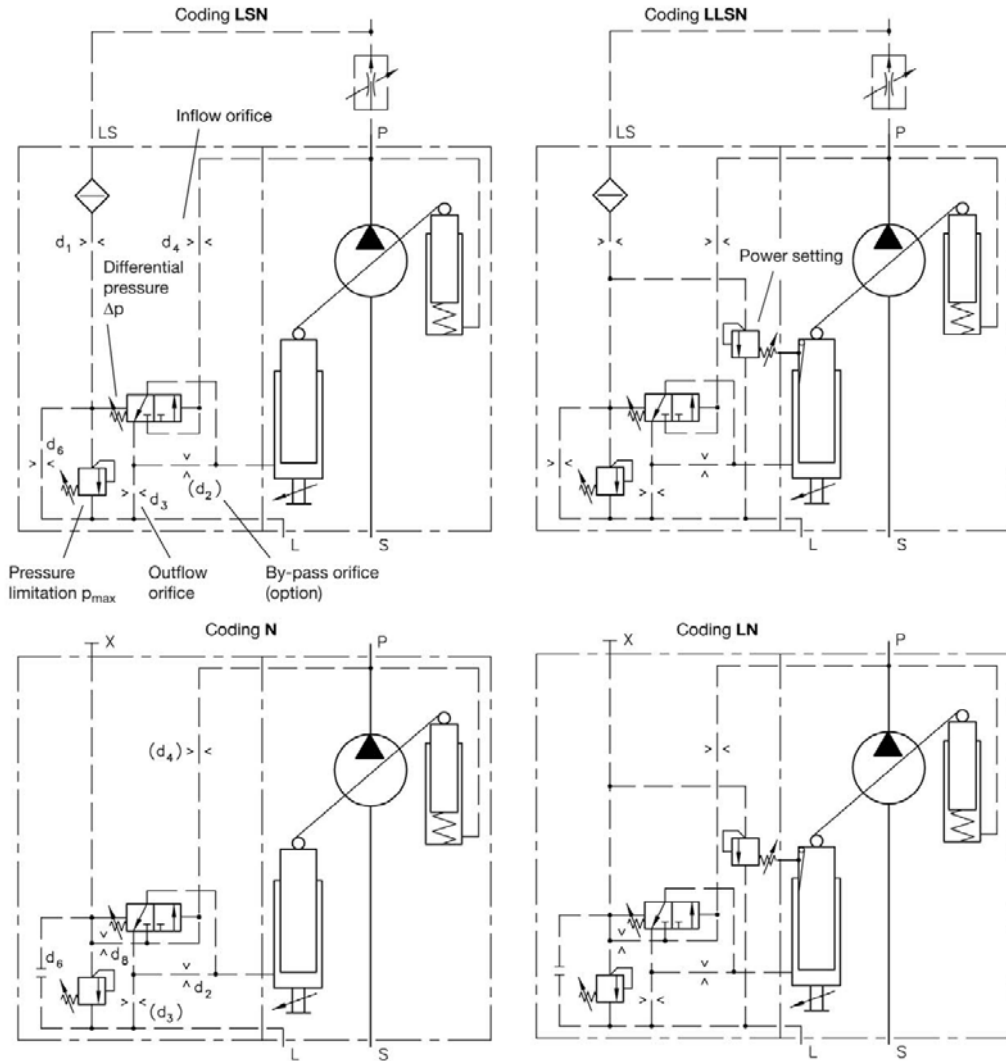 Coding LSN
Coding LLSN
Inflow orifice
LS
P
LS
P
d₁
d₄
Differential
pressure
Δp
Power setting
d₆
(d₂)
d₃
L
S
L
S
Pressure
limitation pₘₐₓ
Outflow
orifice
By-pass orifice
(option)
Coding N
Coding LN
X
P
X
P
(d₄)
d₆
d₈
d₂
(d₃)
L
S
L
S